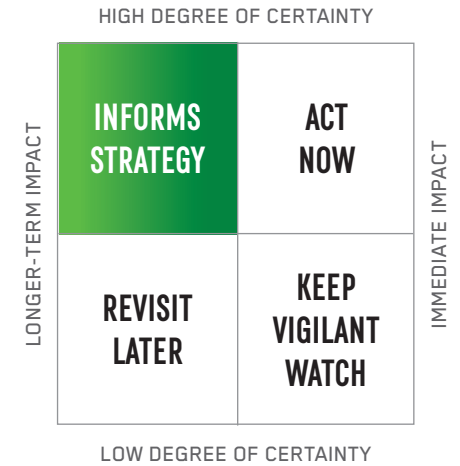 HIGH DEGREE OF CERTAINTY
LONGER-TERM IMPACT
INFORMS
STRATEGY
ACT
NOW
IMMEDIATE IMPACT
REVISIT
LATER
KEEP
VIGILANT
WATCH
LOW DEGREE OF CERTAINTY